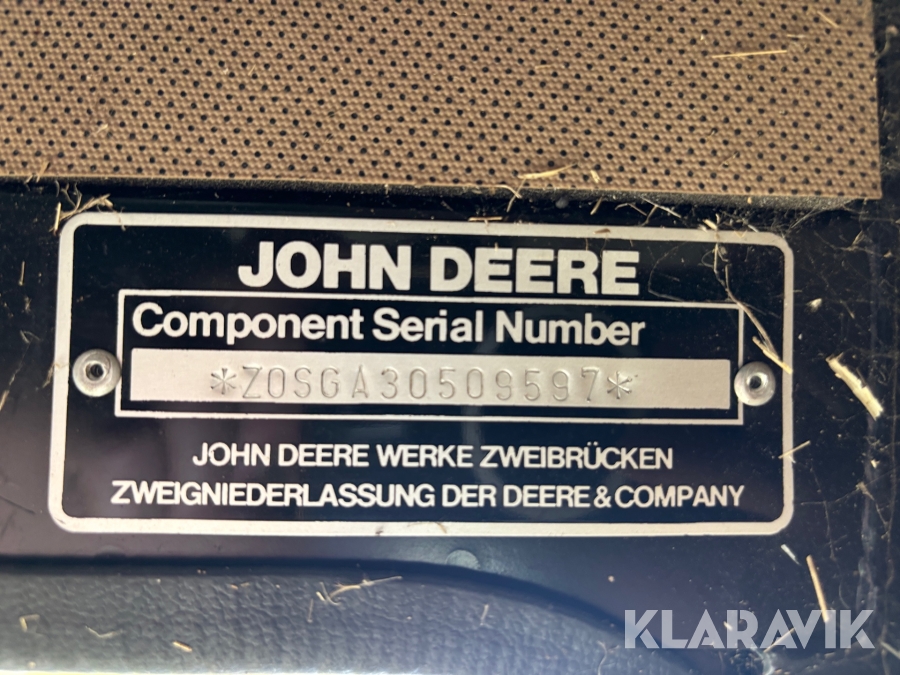 JOHN DEERE
Component Serial Number
*Z0SGA30509597*
JOHN DEERE WERKE ZWEIBRÜCKEN
ZWEIGNIEDERLASSUNG DER DEERE & COMPANY
KLARAVIK